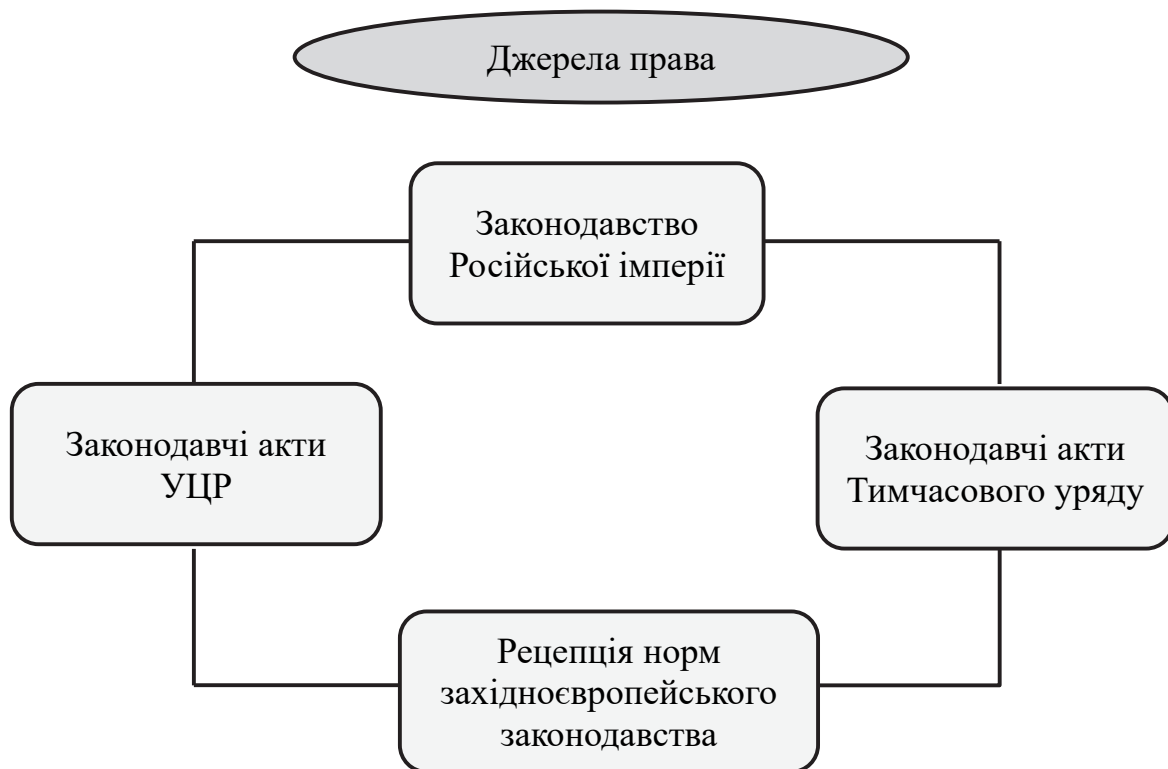 Джерела права
Законодавство
Російської імперії
Законодавчі акти
УЦР
Законодавчі акти
Тимчасового уряду
Рецепція норм
західноєвропейського
законодавства